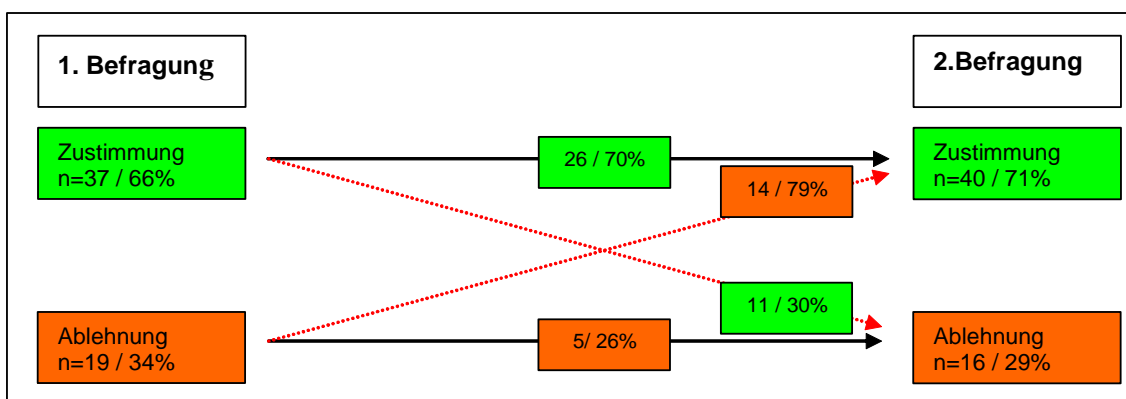 1. Befragung
2.Befragung
Zustimmung
n=37 / 66%
26 / 70%
Zustimmung
n=40 / 71%
14 / 79%
11 / 30%
Ablehnung
n=19 / 34%
5/ 26%
Ablehnung
n=16 / 29%